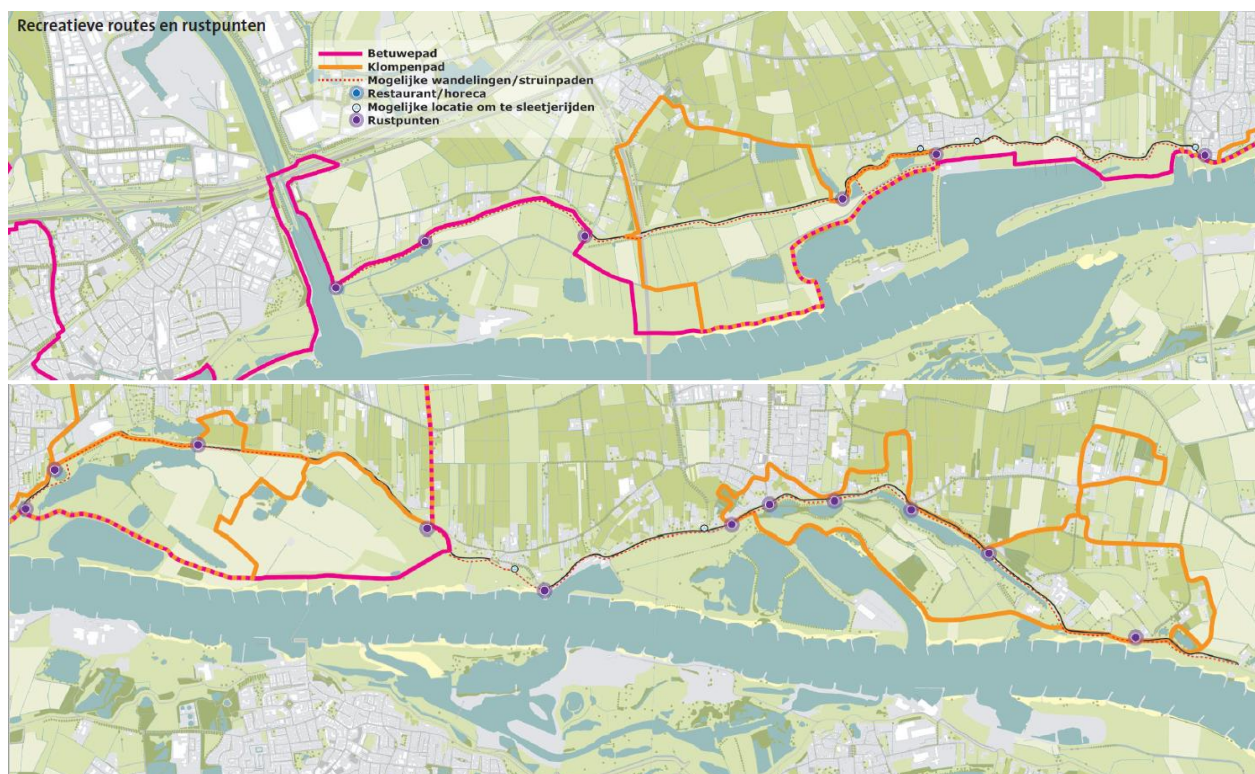 Recreatieve routes en rustpunten
Betuwepad
Klompenpad
Mogelijke wandelingen/struinpaden
Restaurant/horeca
Mogelijke locatie om te sleetjerijden
Rustpunten